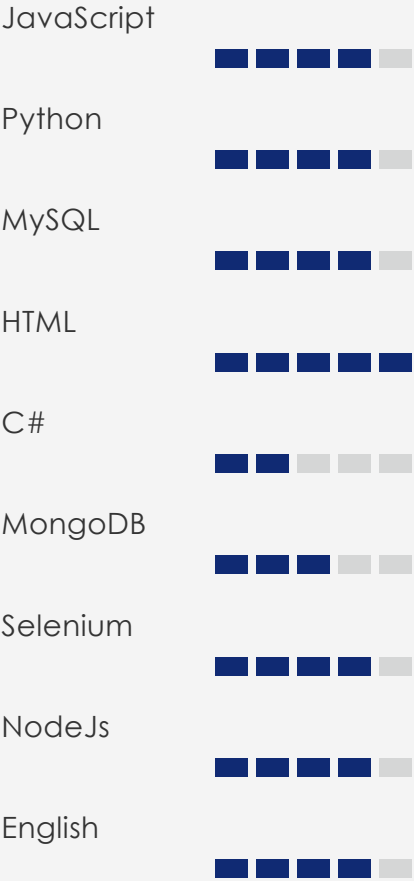 JavaScript
Python
MySQL
HTML
C#
MongoDB
Selenium
NodeJs
English